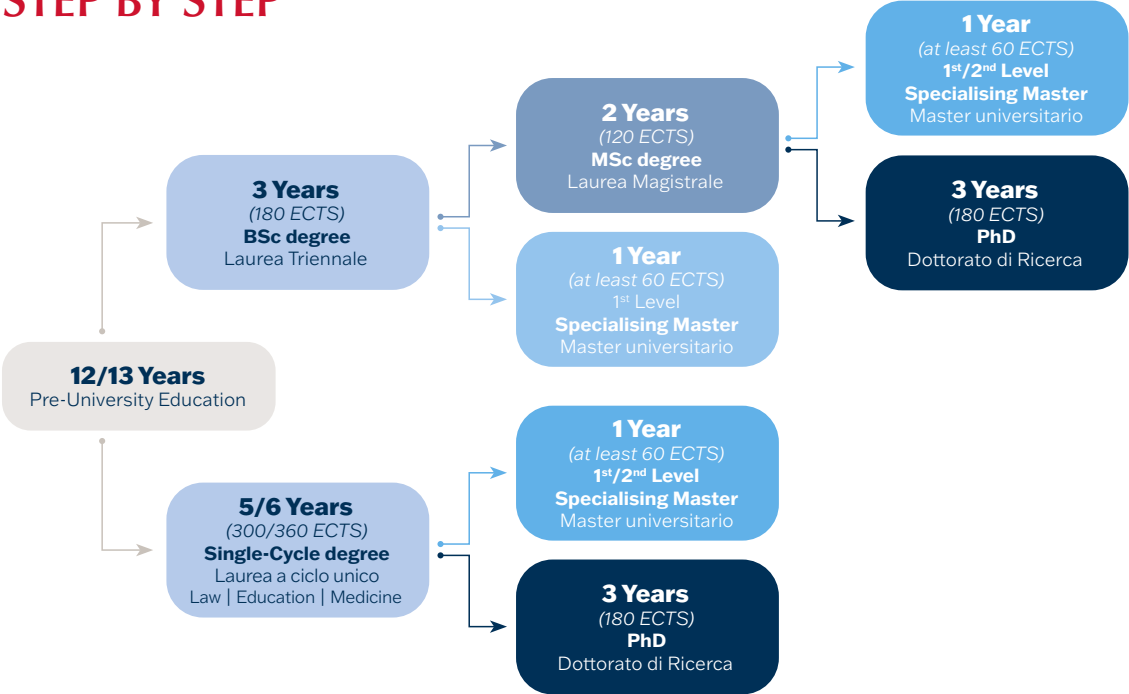 STEP BY STEP
12/13 Years
Pre-University Education
3 Years
(180 ECTS)
BSc degree
Laurea Triennale
2 Years
(120 ECTS)
MSc degree
Laurea Magistrale
1 Year
(at least 60 ECTS)
1st Level
Specialising Master
Master universitario
1 Year
(at least 60 ECTS)
1st/2nd Level
Specialising Master
Master universitario
3 Years
(180 ECTS)
PhD
Dottorato di Ricerca
5/6 Years
(300/360 ECTS)
Single-Cycle degree
Laurea a ciclo unico
Law | Education | Medicine
1 Year
(at least 60 ECTS)
1st/2nd Level
Specialising Master
Master universitario
3 Years
(180 ECTS)
PhD
Dottorato di Ricerca